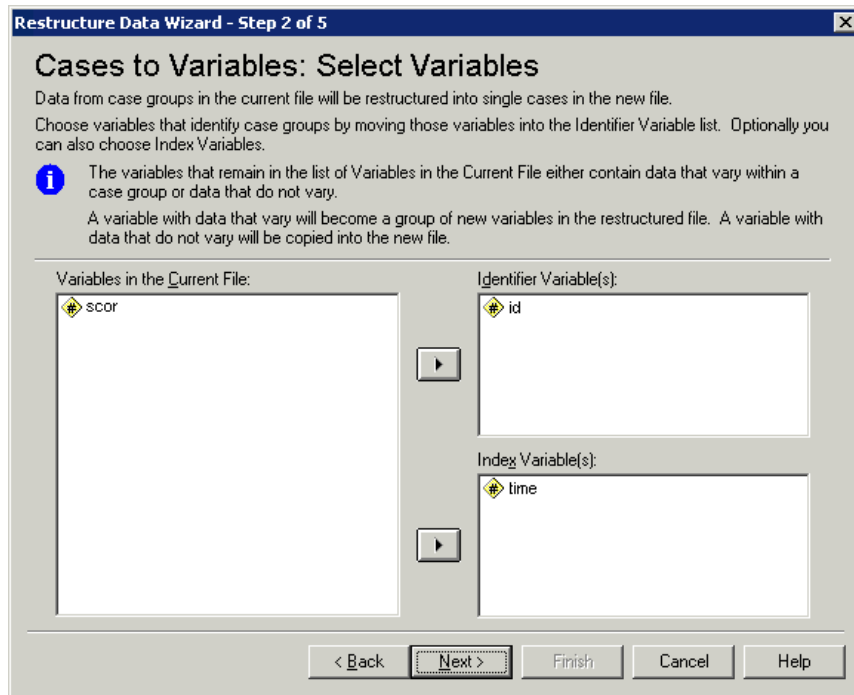 Restructure Data Wizard - Step 2 of 5
Cases to Variables: Select Variables
Data from case groups in the current file will be restructured into single cases in the new file.
Choose variables that identify case groups by moving those variables into the Identifier Variable list. Optionally you
can also choose Index Variables.
The variables that remain in the list of Variables in the Current File either contain data that vary within a
case group or data that do not vary.
A variable with data that vary will become a group of new variables in the restructured file. A variable with
data that do not vary will be copied into the new file.
Variables in the Current File:
# scor
Identifier Variable(s):
# id
Index Variable(s):
# time
< Back
Next >
Finish
Cancel
Help